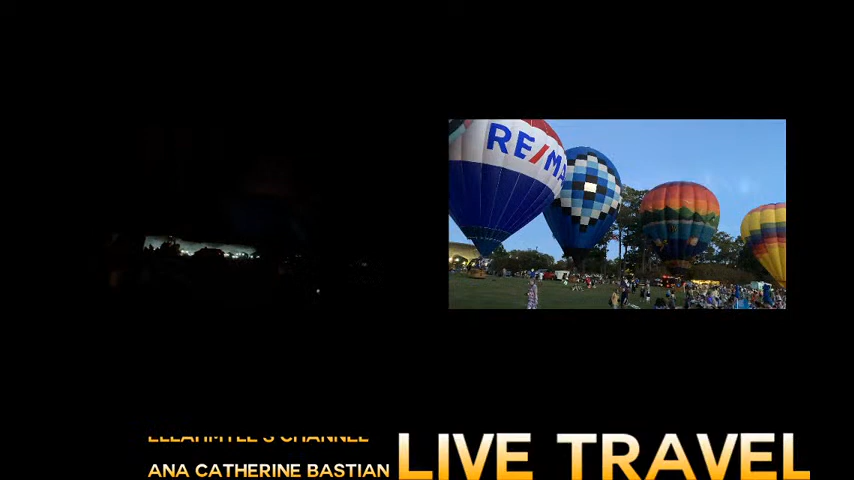 RE/MA
CHANNEL
ANA CATHERINE BASTIAN
LIVE TRAVEL